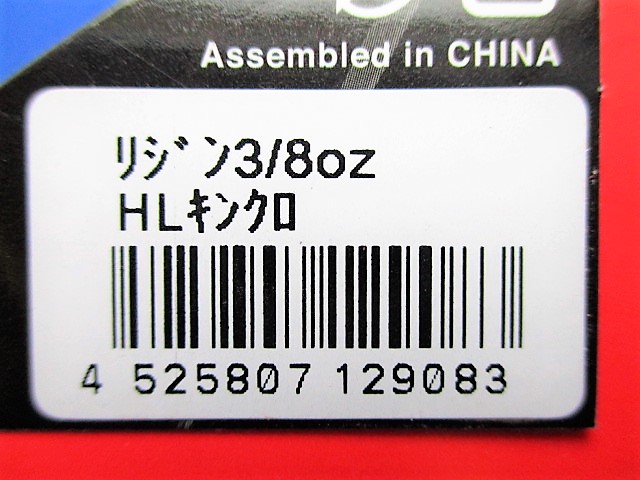 Assembled in CHINA
ﾘｼﾞﾝ3/8oz
HLｷﾝｸﾛ
4 525807 129083